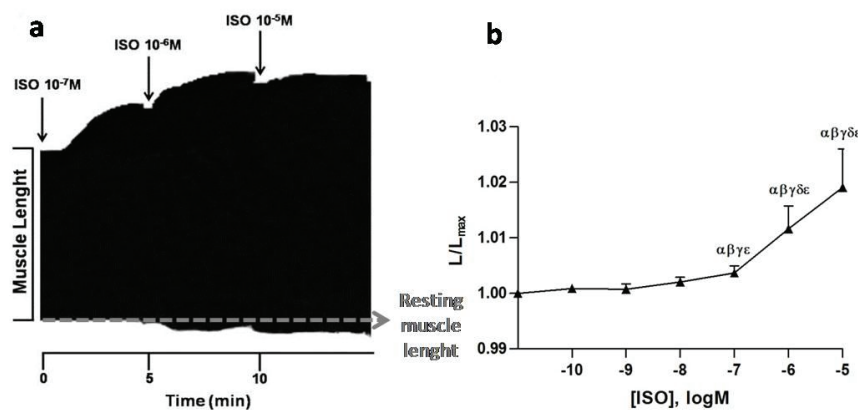 a
ISO 10⁻⁷M
ISO 10⁻⁶M
ISO 10⁻⁵M
Muscle Lenght
Resting
muscle
lenght
0
5
10
Time (min)
b
1.03
1.02
1.01
1.00
0.99
L/Lmax
αβγε
αβγδε
αβγδε
-10
-9
-8
-7
-6
-5
[ISO], logM